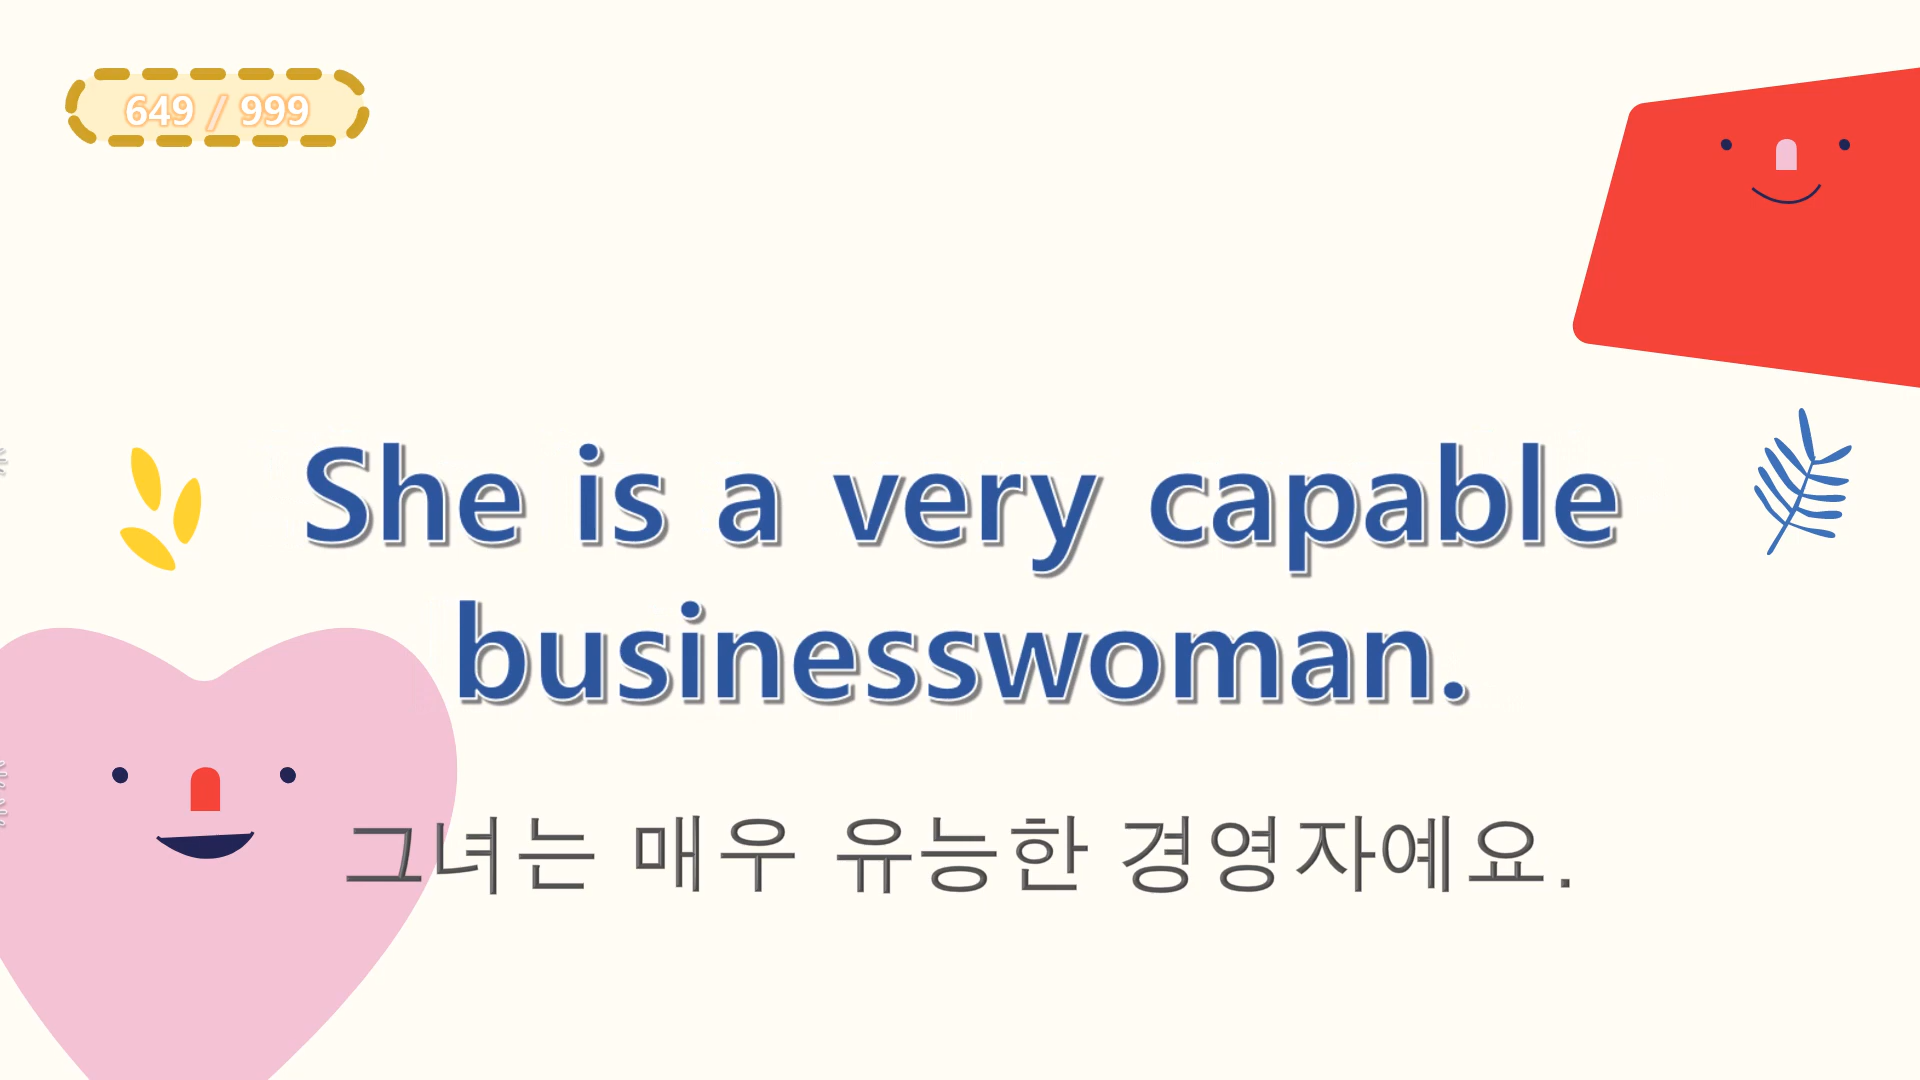 649 / 999
She is a very capable
businesswoman.
그녀는 매우 유능한 경영자예요.